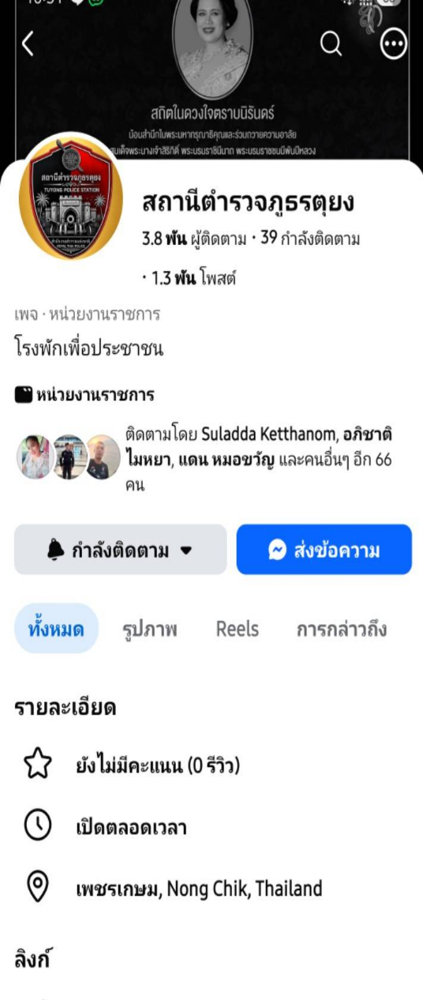 สถิตในดวงใจตราบนิรันดร์
น้อมสำนึกในพระมหากรุณาธิคุณและร่วมถวายความอาลัย
สมเด็จพระนางเจ้าสิริกิติ์ พระบรมราชินีนาถ พระบรมราชชนนีพันปีหลวง
สถานีตำรวจภูธรตุยง
TUYONG POLICE STATION
สำนักงานตำรวจแห่งชาติ
ROYAL THAI POLICE
สถานีตำรวจภูธรตุยง
3.8 พัน ผู้ติดตาม · 39 กำลังติดตาม
· 1.3 พัน โพสต์
เพจ · หน่วยงานราชการ
โรงพักเพื่อประชาชน
หน่วยงานราชการ
ติดตามโดย Suladda Ketthanom, อภิชาติ
ไมหยา, แดน หมอขวัญ และคนอื่นๆ อีก 66
คน
กำลังติดตาม
ส่งข้อความ
ทั้งหมด รูปภาพ Reels การกล่าวถึง
รายละเอียด
ยังไม่มีคะแนน (0 รีวิว)
เปิดตลอดเวลา
เพชรเกษม, Nong Chik, Thailand
ลิงก์